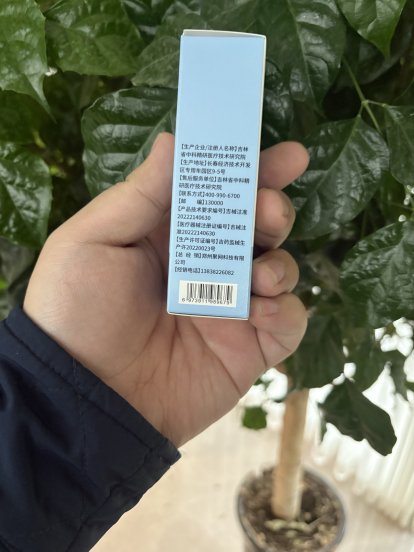 【生产企业/注册人名称】吉林
省中科精研医疗技术研究院
【生产地址】长春经济技术开发
区专用车园区9-5号
【售后服务单位】吉林省中科精
研医疗技术研究院
【联系方式】400-990-6700
【邮    编】130000
【产品技术要求编号】吉械注准
20222140630
【医疗器械注册证编号】吉械注
准20222140630
【生产许可证编号】吉药监械生
产许20220023号
【总 经 销】郑州聚网科技有限
公司
【经销电话】13838226082
6 973811 989679